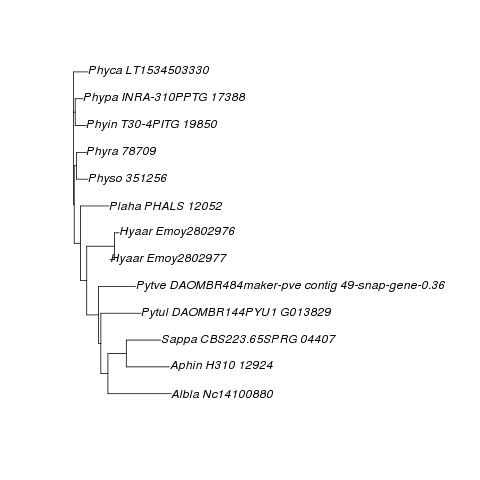 Phyca LT1534503330
Phypa INRA-310PPTG 17388
Phyin T30-4PITG 19850
Phyra 78709
Physo 351256
Plaha PHALS 12052
Hyaar Emoy2802976
Hyaar Emoy2802977
Pytve DAOMBR484maker-pve contig 49-snap-gene-0.36
Pytul DAOMBR144PYU1 G013829
Sappa CBS223.65SPRG 04407
Aphin H310 12924
Albla Nc14100880